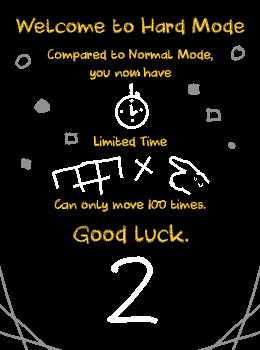 Welcome to Hard Mode
Compared to Normal Mode,
you now have
Limited Time
Can only move 100 times.
Good Luck.
2